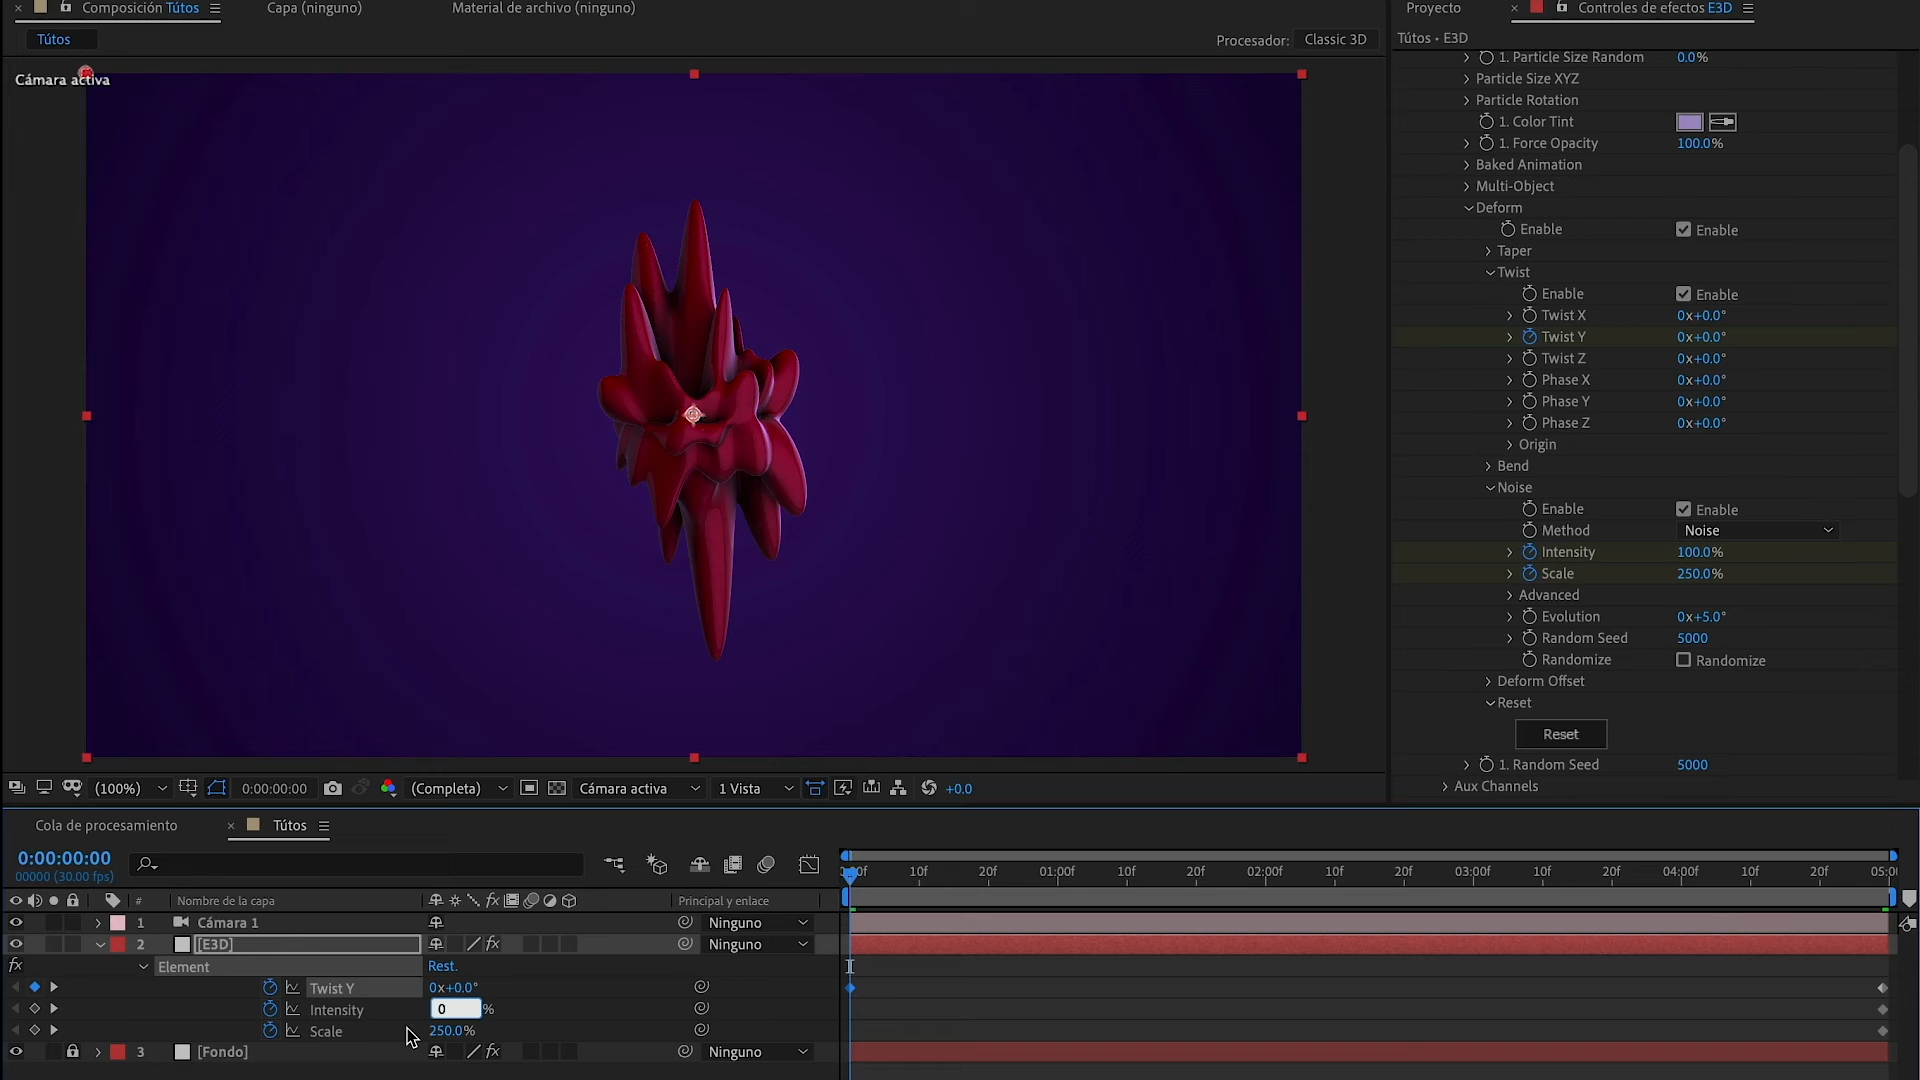 × Composición Tútos
Capa (ninguno)
Material de archivo (ninguno)
Proyecto
× Controles de efectos E3D
Tútos
Procesador: Classic 3D
Tútos • E3D
Cámara activa
1. Particle Size Random 0.0%
Particle Size XYZ
Particle Rotation
1. Color Tint
1. Force Opacity 100.0%
Baked Animation
Multi-Object
Deform
Enable Enable
Taper
Twist
Enable Enable
Twist X 0x+0.0°
Twist Y 0x+0.0°
Twist Z 0x+0.0°
Phase X 0x+0.0°
Phase Y 0x+0.0°
Phase Z 0x+0.0°
Origin
Bend
Noise
Enable Enable
Method Noise
Intensity 100.0%
Scale 250.0%
Advanced
Evolution 0x+5.0°
Random Seed 5000
Randomize Randomize
Deform Offset
Reset
Reset
1. Random Seed 5000
Aux Channels
(100%) 0:00:00:00 (Completa) Cámara activa 1 Vista +0.0
Cola de procesamiento × Tútos
0:00:00:00
00000 (30.00 fps)
10f 20f 01:00f 10f 20f 02:00f 10f 20f 03:00f 10f 20f 04:00f 10f 20f
# Nombre de la capa fx Principal y enlace
1 Cámara 1 Ninguno
2 [E3D] fx Ninguno
fx Element Rest.
Twist Y 0x+0.0°
Intensity 0 %
Scale 250.0%
3 [Fondo] fx Ninguno